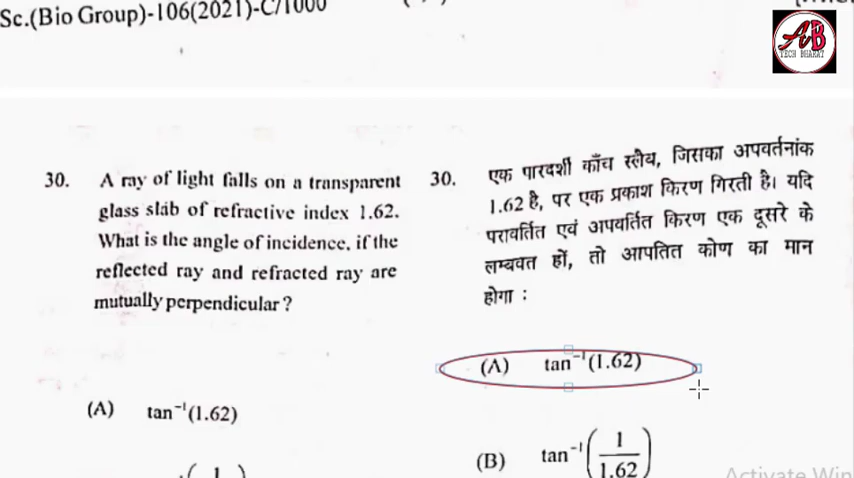 Sc.(Bio Group)-106(2021)-C/1000
AB
TECH BHARAT
30. A ray of light falls on a transparent
glass slab of refractive index 1.62.
What is the angle of incidence, if the
reflected ray and refracted ray are
mutually perpendicular ?
(A) tan⁻¹(1.62)
30. एक पारदर्शी काँच स्लैब, जिसका अपवर्तनांक
1.62 है, पर एक प्रकाश किरण गिरती है। यदि
परावर्तित एवं अपवर्तित किरण एक दूसरे के
लम्बवत हों, तो आपतित कोण का मान
होगा :
(A) tan⁻¹(1.62)
(B) tan⁻¹(1/1.62)
Activate Win